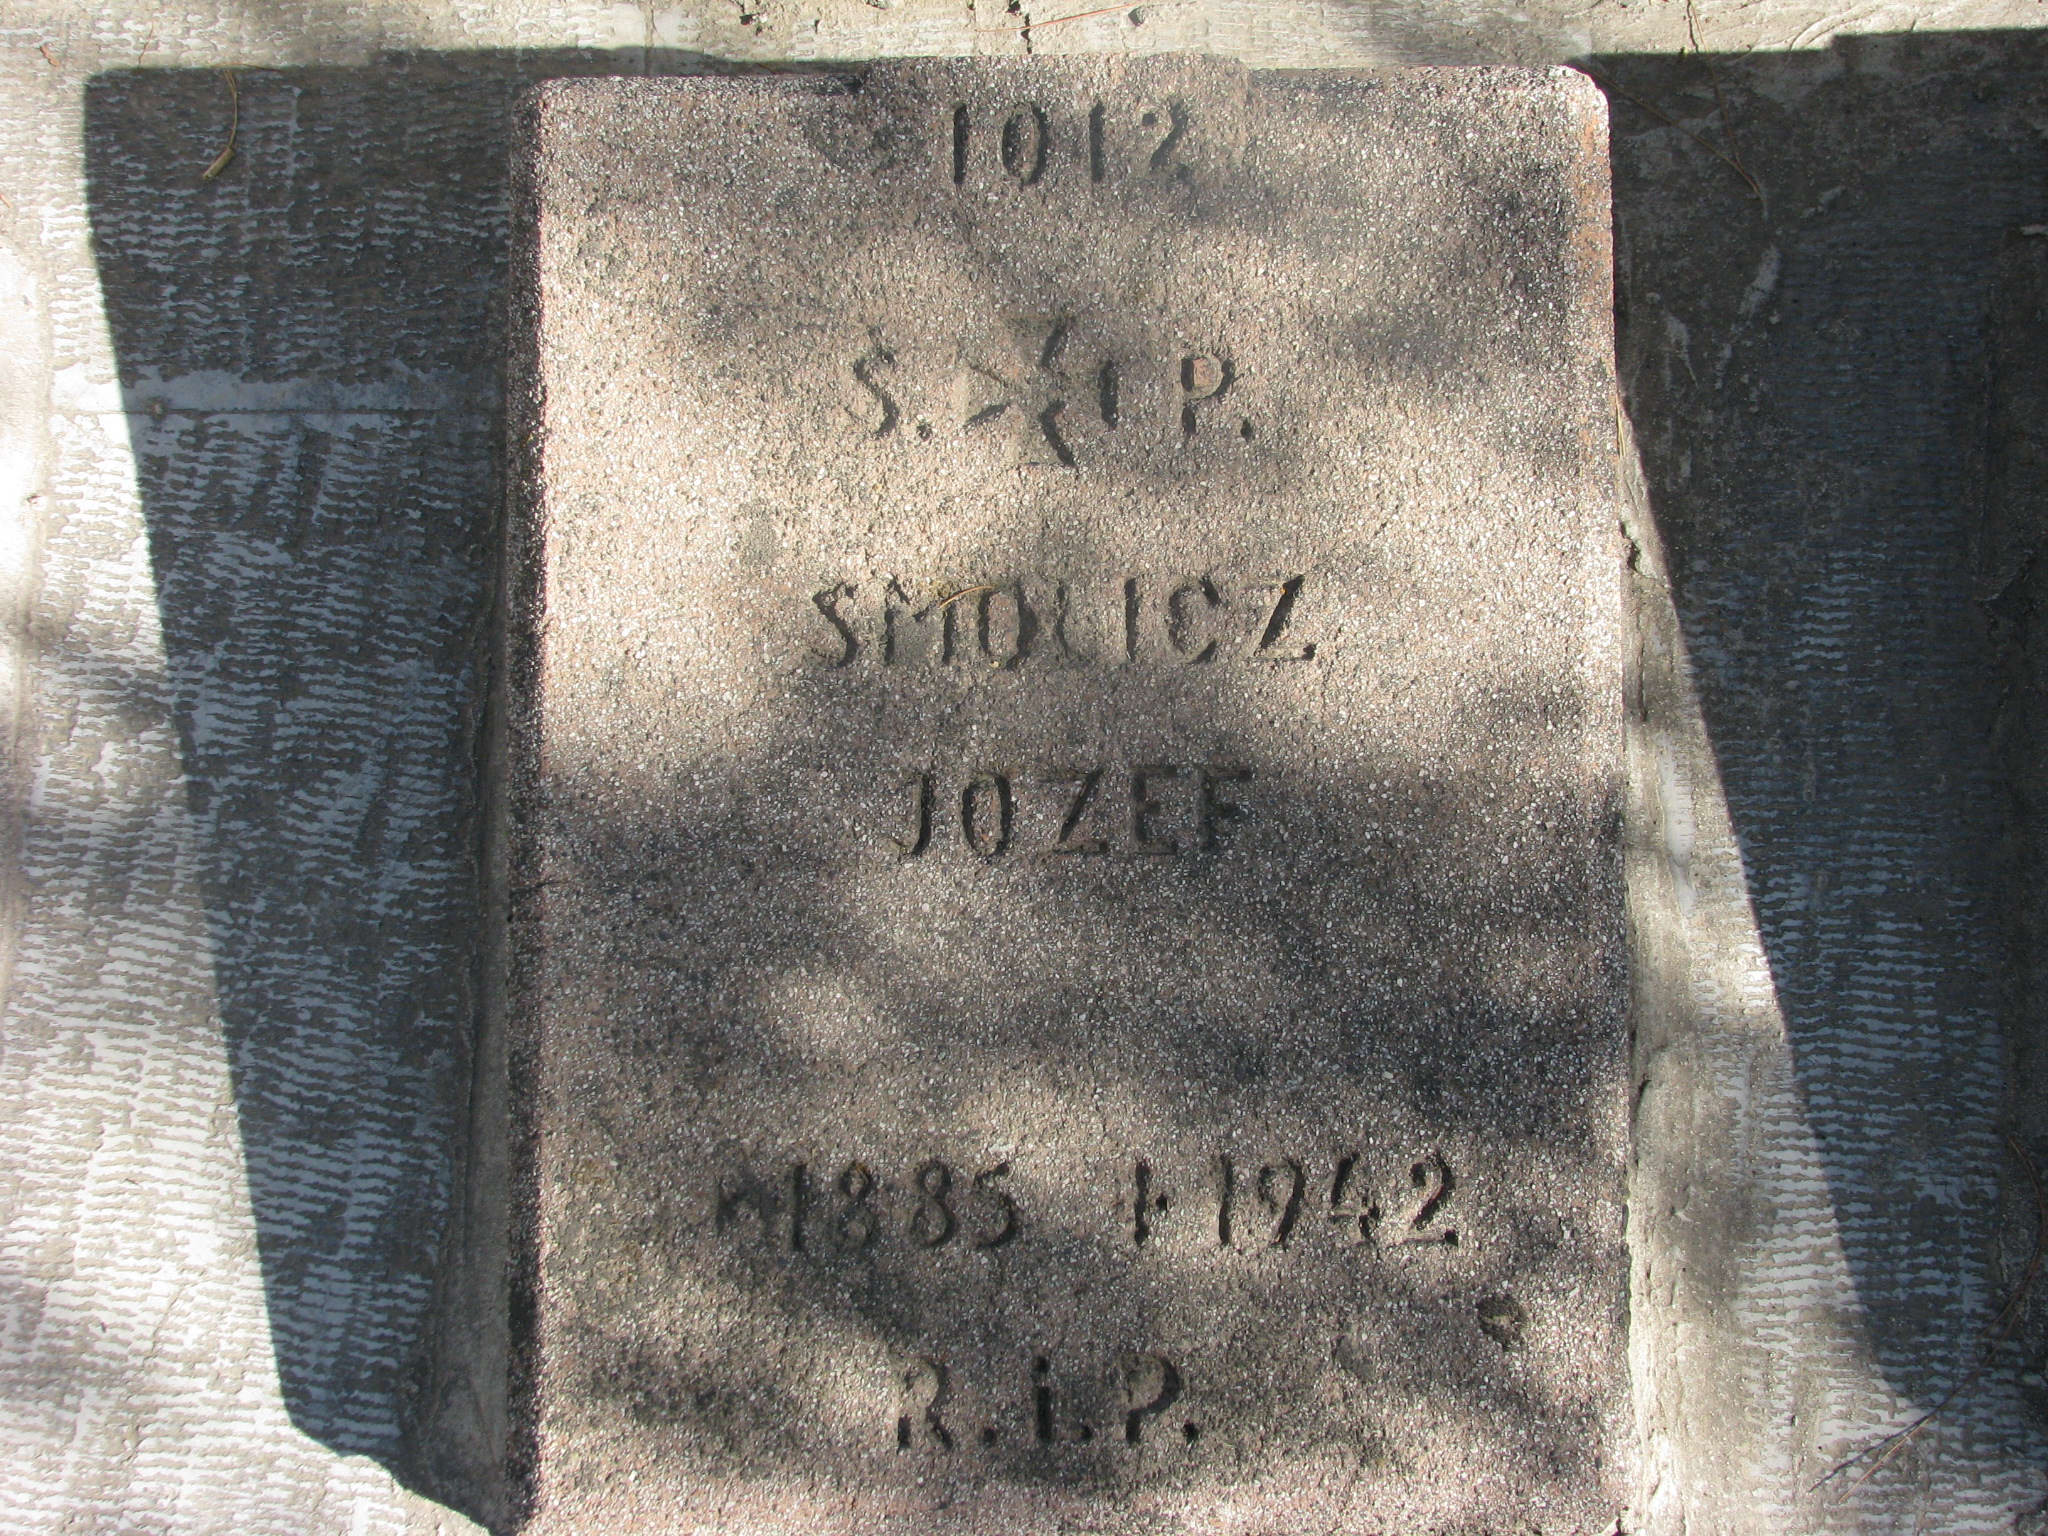 1012
S. I P.
SMOLICZ
JOZEF
*1885 + 1942
R. i. P.